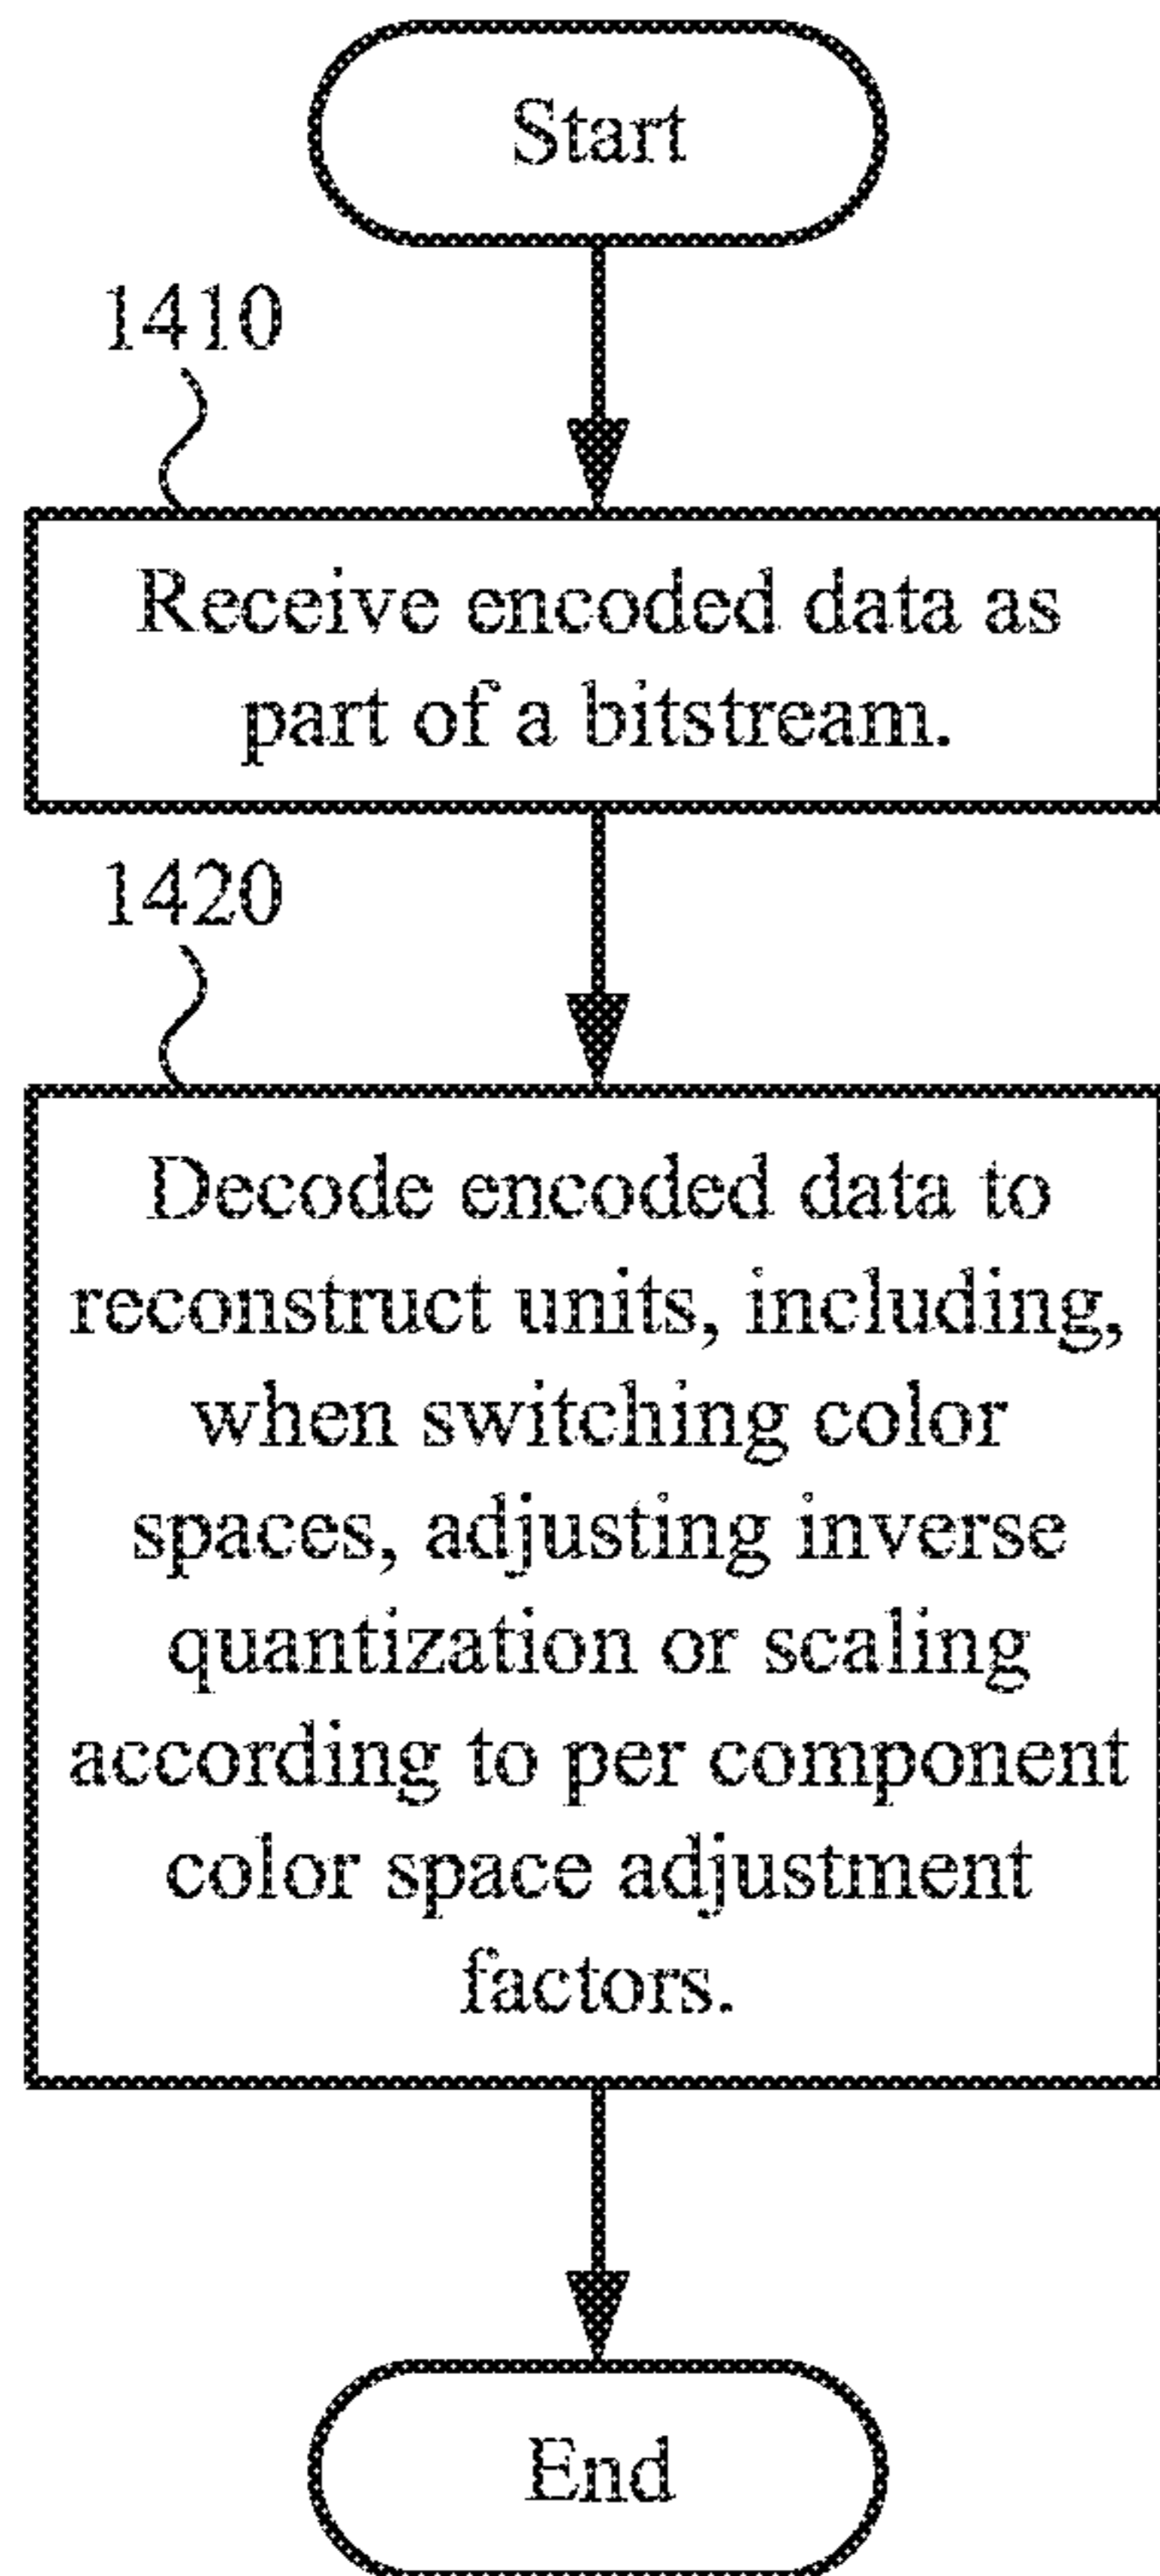 Start
1410
Receive encoded data as
part of a bitstream.
1420
Decode encoded data to
reconstruct units, including,
when switching color
spaces, adjusting inverse
quantization or scaling
according to per component
color space adjustment
factors.
End